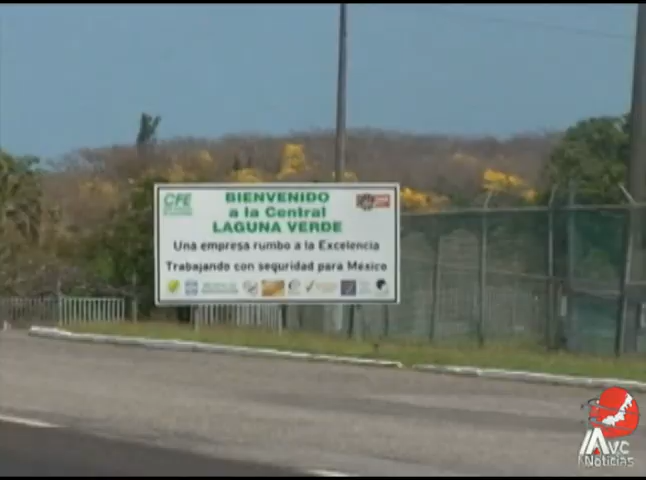 CFE
BIENVENIDO
a la Central
LAGUNA VERDE
Una empresa rumbo a la Excelencia
Trabajando con seguridad para México
AVC
Noticias